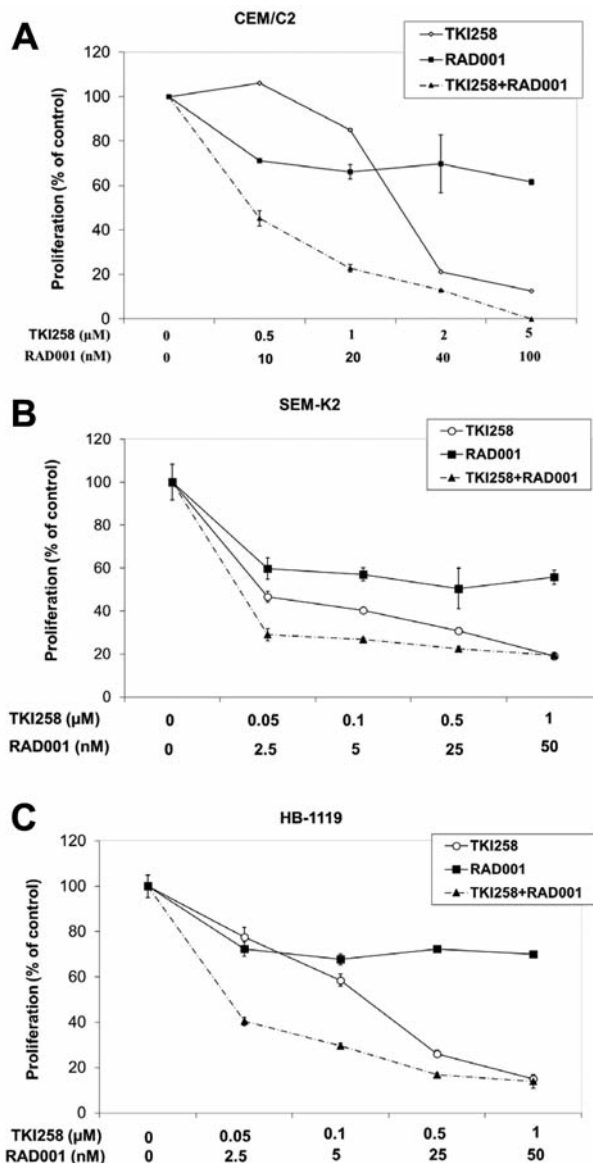 A
CEM/C2
TKI258
RAD001
TKI258+RAD001
Proliferation (% of control)
120
100
80
60
40
20
0
TKI258 (µM) 0 0.5 1 2 5
RAD001 (nM) 0 10 20 40 100
B
SEM-K2
TKI258
RAD001
TKI258+RAD001
Proliferation (% of control)
120
100
80
60
40
20
0
TKI258 (µM) 0 0.05 0.1 0.5 1
RAD001 (nM) 0 2.5 5 25 50
C
HB-1119
TKI258
RAD001
TKI258+RAD001
Proliferation (% of control)
120
100
80
60
40
20
0
TKI258 (µM) 0 0.05 0.1 0.5 1
RAD001 (nM) 0 2.5 5 25 50